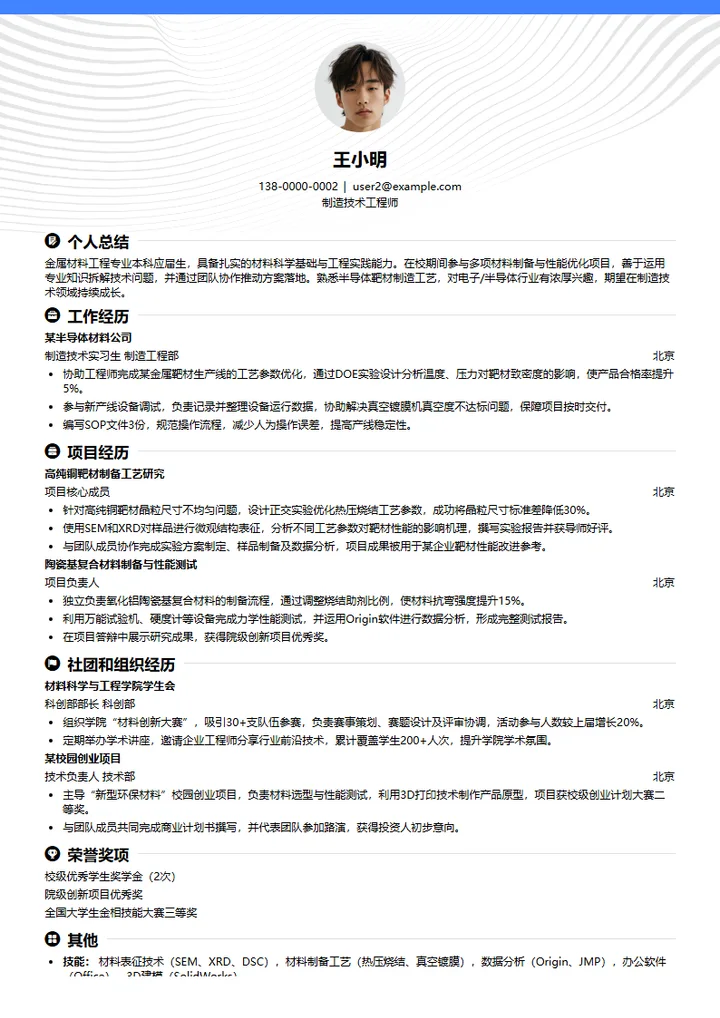 王小明
138-0000-0002 | user2@example.com
制造技术工程师
个人总结
金属材料工程专业本科应届生，具备扎实的材料科学基础与工程实践能力。在校期间参与多项材料制备与性能优化项目，善于运用
专业知识拆解技术问题，并通过团队协作推动方案落地。熟悉半导体靶材制造工艺，对电子/半导体行业有浓厚兴趣，期望在制造技
术领域持续成长。
工作经历
某半导体材料公司
制造技术实习生 制造工程部 北京
• 协助工程师完成某金属靶材生产线的工艺参数优化，通过DOE实验设计分析温度、压力对靶材致密度的影响，使产品合格率提升
5%。
• 参与新产线设备调试，负责记录并整理设备运行数据，协助解决真空镀膜机真空度不达标问题，保障项目按时交付。
• 编写SOP文件3份，规范操作流程，减少人为操作误差，提高产线稳定性。
项目经历
高纯铜靶材制备工艺研究
项目核心成员 北京
• 针对高纯铜靶材晶粒尺寸不均匀问题，设计正交实验优化热压烧结工艺参数，成功将晶粒尺寸标准差降低30%。
• 使用SEM和XRD对样品进行微观结构表征，分析不同工艺参数对靶材性能的影响机理，撰写实验报告并获导师好评。
• 与团队成员协作完成实验方案制定、样品制备及数据分析，项目成果被用于某企业靶材性能改进参考。
陶瓷基复合材料制备与性能测试
项目负责人 北京
• 独立负责氧化铝陶瓷基复合材料的制备流程，通过调整烧结助剂比例，使材料抗弯强度提升15%。
• 利用万能试验机、硬度计等设备完成力学性能测试，并运用Origin软件进行数据分析，形成完整测试报告。
• 在项目答辩中展示研究成果，获得院级创新项目优秀奖。
社团和组织经历
材料科学与工程学院学生会
科创部部长 科创部 北京
• 组织学院“材料创新大赛”，吸引30+支队伍参赛，负责赛事策划、赛题设计及评审协调，活动参与人数较上届增长20%。
• 定期举办学术讲座，邀请企业工程师分享行业前沿技术，累计覆盖学生200+人次，提升学院学术氛围。
某校园创业项目
技术负责人 技术部 北京
• 主导“新型环保材料”校园创业项目，负责材料选型与性能测试，利用3D打印技术制作产品原型，项目获校级创业计划大赛二
等奖。
• 与团队成员共同完成商业计划书撰写，并代表团队参加路演，获得投资人初步意向。
荣誉奖项
校级优秀学生奖学金（2次）
院级创新项目优秀奖
全国大学生金相技能大赛三等奖
其他
• 技能： 材料表征技术（SEM、XRD、DSC），材料制备工艺（热压烧结、真空镀膜），数据分析（Origin、JMP），办公软件
（Office），3D建模（SolidWorks）